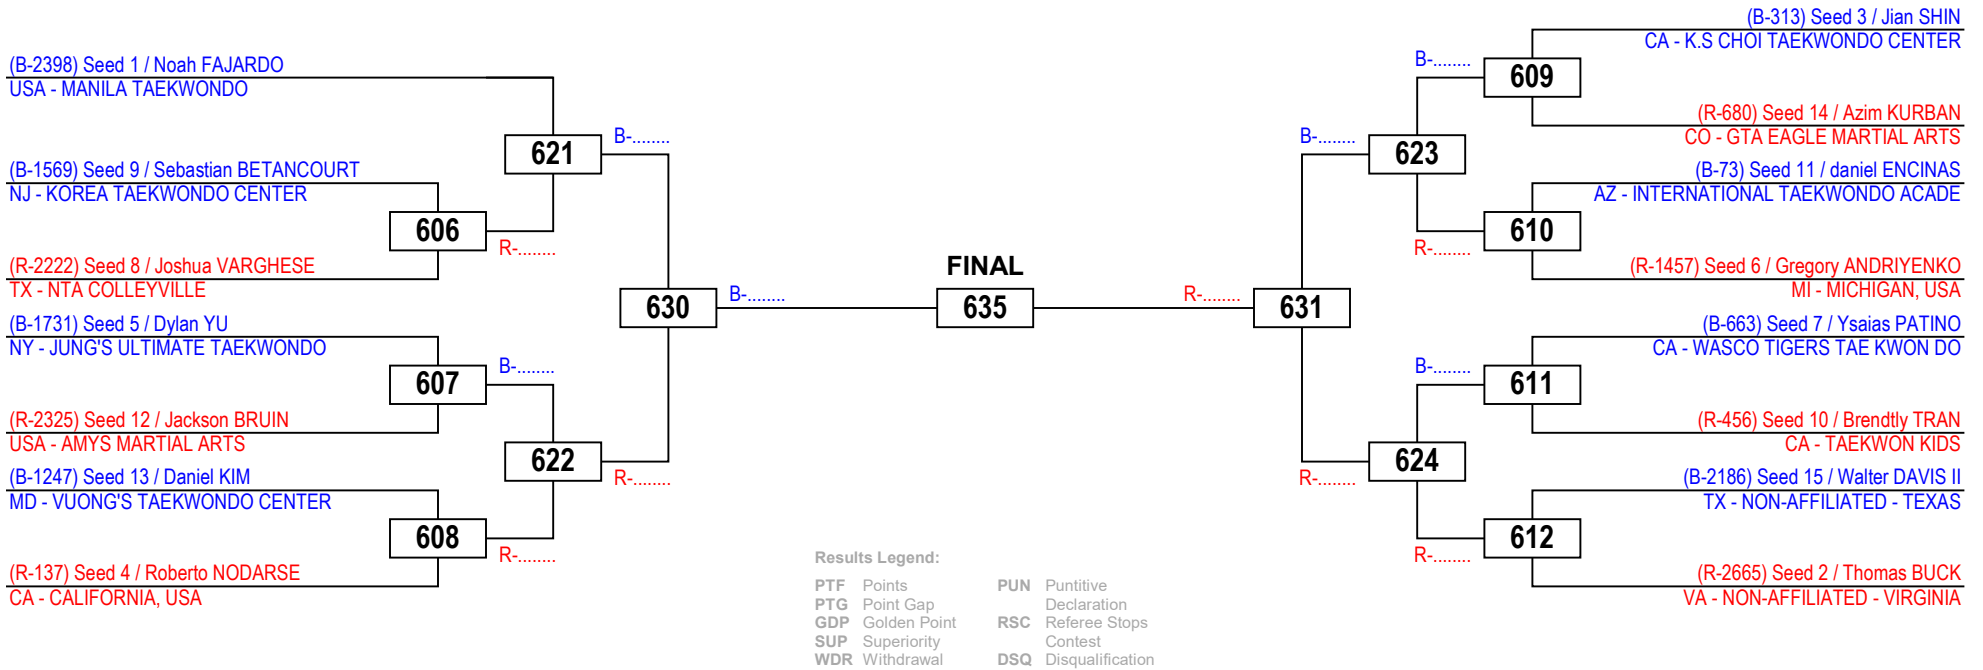 (B-2398) Seed 1 / Noah FAJARDO
USA - MANILA TAEKWONDO
621
B-........
(B-1569) Seed 9 / Sebastian BETANCOURT
NJ - KOREA TAEKWONDO CENTER
606
R-........
(R-2222) Seed 8 / Joshua VARGHESE
TX - NTA COLLEYVILLE
630
B-........
(B-1731) Seed 5 / Dylan YU
NY - JUNG'S ULTIMATE TAEKWONDO
607
B-........
(R-2325) Seed 12 / Jackson BRUIN
USA - AMYS MARTIAL ARTS
622
R-........
(B-1247) Seed 13 / Daniel KIM
MD - VUONG'S TAEKWONDO CENTER
608
R-........
(R-137) Seed 4 / Roberto NODARSE
CA - CALIFORNIA, USA
FINAL
635
(B-313) Seed 3 / Jian SHIN
CA - K.S CHOI TAEKWONDO CENTER
B-........
609
(R-680) Seed 14 / Azim KURBAN
CO - GTA EAGLE MARTIAL ARTS
B-........
623
(B-73) Seed 11 / daniel ENCINAS
AZ - INTERNATIONAL TAEKWONDO ACADE
610
R-........
(R-1457) Seed 6 / Gregory ANDRIYENKO
MI - MICHIGAN, USA
R-........
631
(B-663) Seed 7 / Ysaias PATINO
CA - WASCO TIGERS TAE KWON DO
B-........
611
(R-456) Seed 10 / Brendtly TRAN
CA - TAEKWON KIDS
624
R-........
(B-2186) Seed 15 / Walter DAVIS II
TX - NON-AFFILIATED - TEXAS
612
R-........
(R-2665) Seed 2 / Thomas BUCK
VA - NON-AFFILIATED - VIRGINIA
Results Legend:
PTF Points
PTG Point Gap
GDP Golden Point
SUP Superiority
WDR Withdrawal
PUN Puntitive
Declaration
RSC Referee Stops
Contest
DSQ Disqualification